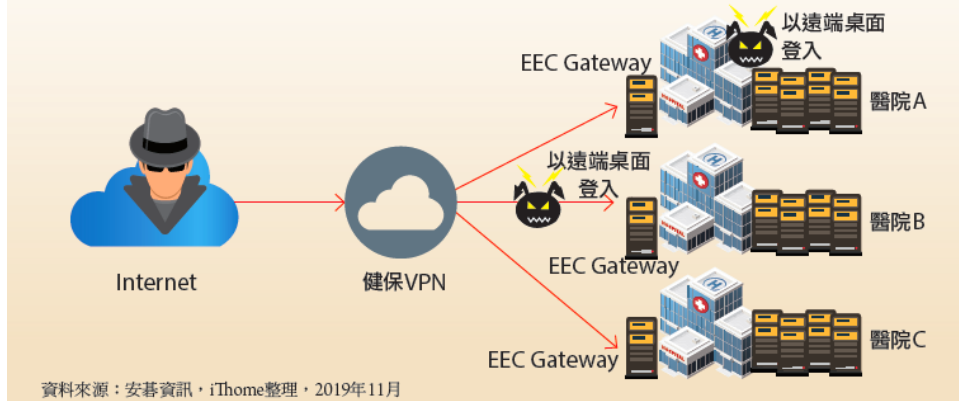 以遠端桌面
登入
EEC Gateway
醫院A
以遠端桌面
登入
醫院B
Internet
健保VPN
EEC Gateway
醫院C
EEC Gateway
資料來源：安碁資訊，iThome整理，2019年11月